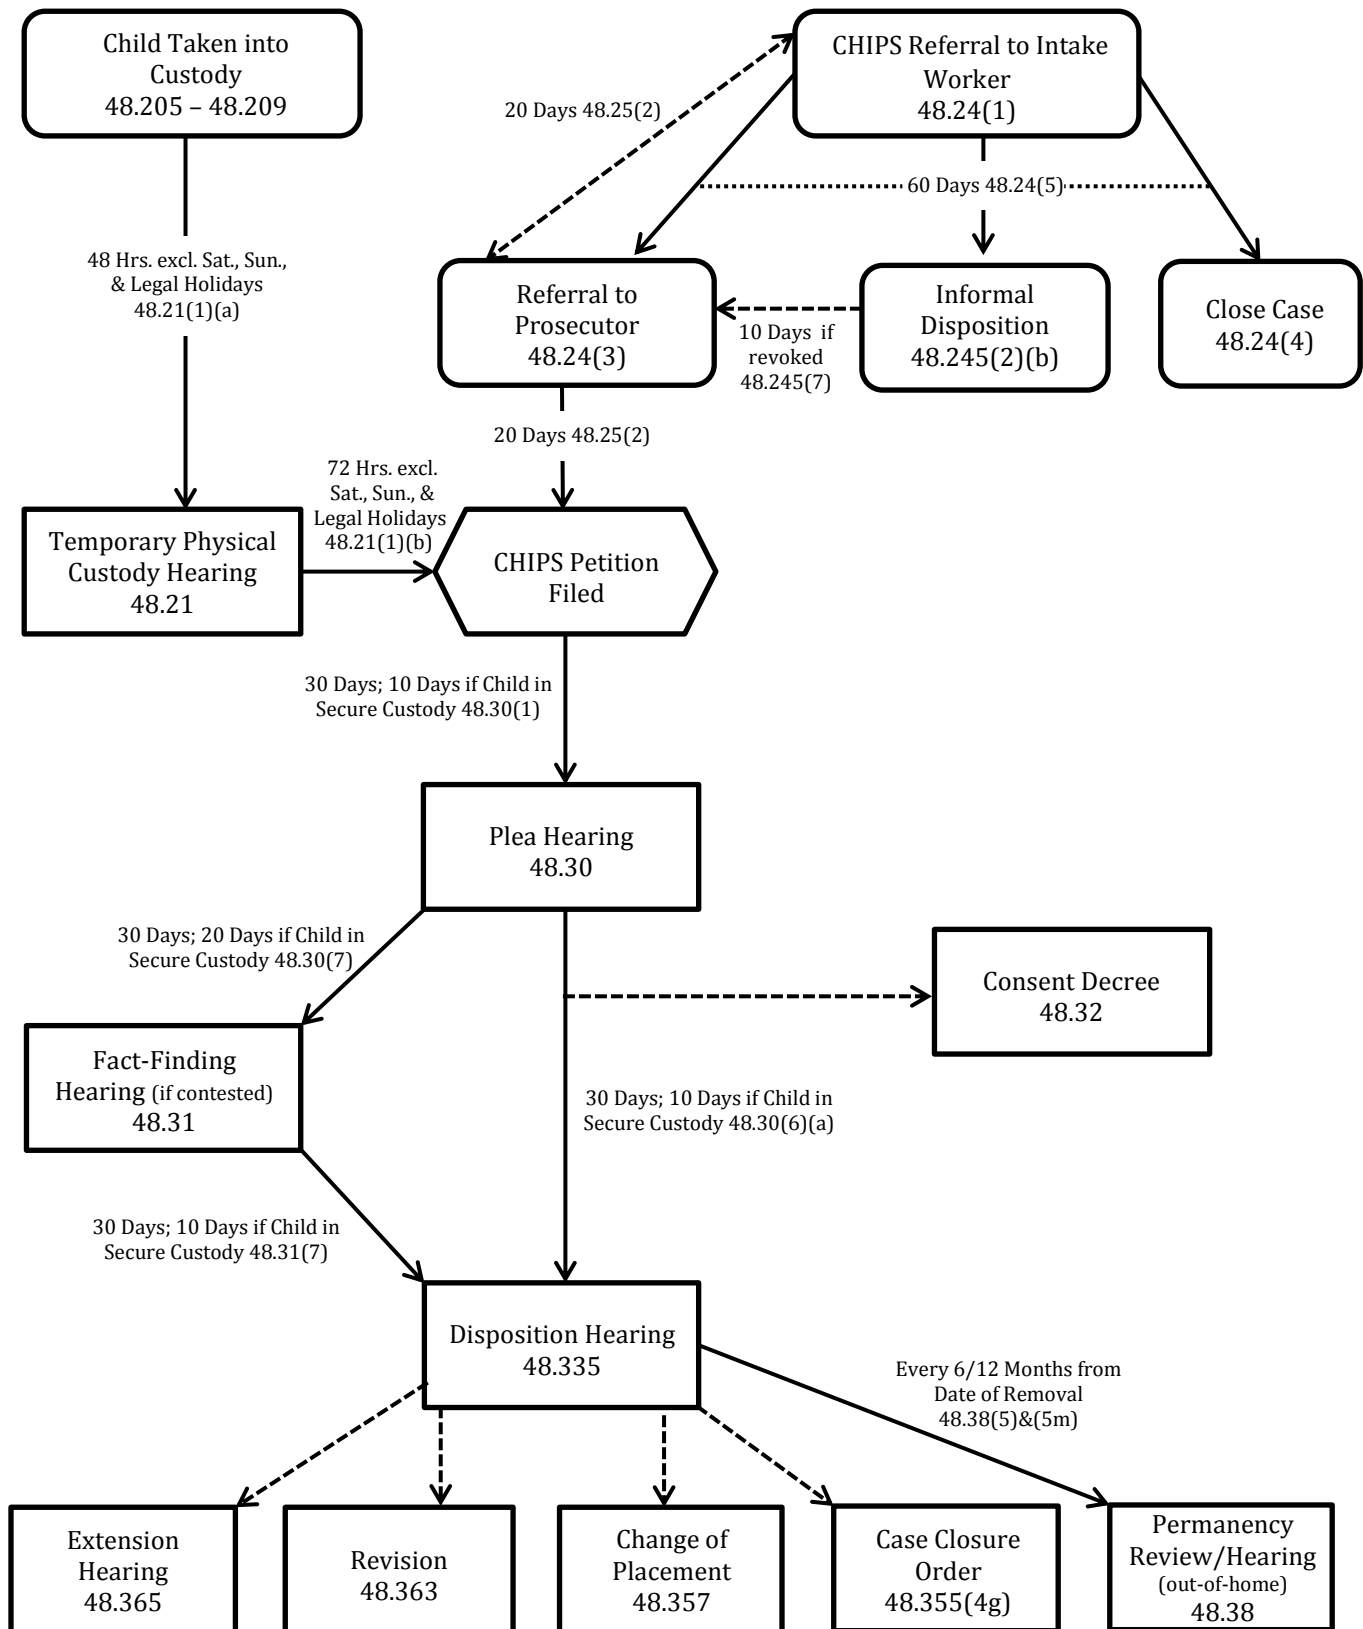 Child Taken into
Custody
48.205 – 48.209
CHIPS Referral to Intake
Worker
48.24(1)
20 Days 48.25(2)
60 Days 48.24(5)
48 Hrs. excl. Sat., Sun.,
& Legal Holidays
48.21(1)(a)
Referral to
Prosecutor
48.24(3)
10 Days if
revoked
48.245(7)
Informal
Disposition
48.245(2)(b)
Close Case
48.24(4)
20 Days 48.25(2)
72 Hrs. excl.
Sat., Sun., &
Legal Holidays
48.21(1)(b)
Temporary Physical
Custody Hearing
48.21
CHIPS Petition
Filed
30 Days; 10 Days if Child in
Secure Custody 48.30(1)
Plea Hearing
48.30
30 Days; 20 Days if Child in
Secure Custody 48.30(7)
Consent Decree
48.32
Fact-Finding
Hearing (if contested)
48.31
30 Days; 10 Days if Child in
Secure Custody 48.30(6)(a)
30 Days; 10 Days if Child in
Secure Custody 48.31(7)
Disposition Hearing
48.335
Every 6/12 Months from
Date of Removal
48.38(5)&(5m)
Extension
Hearing
48.365
Revision
48.363
Change of
Placement
48.357
Case Closure
Order
48.355(4g)
Permanency
Review/Hearing
(out-of-home)
48.38